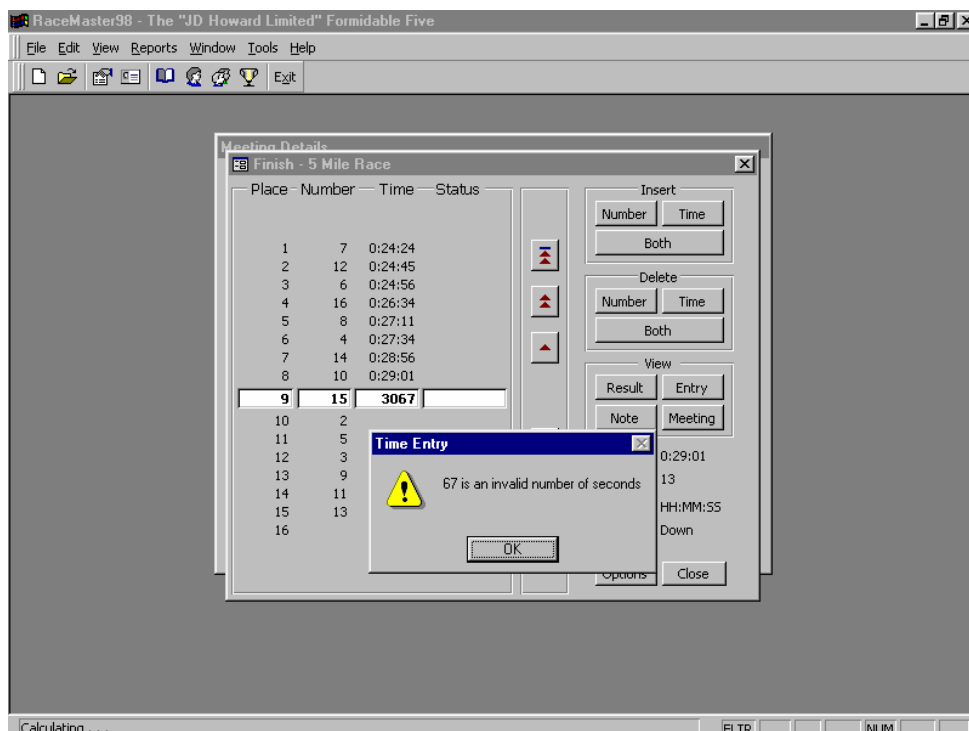 RaceMaster98 - The "JD Howard Limited" Formidable Five
File Edit View Reports Window Tools Help
Exit
Meeting Details
Finish - 5 Mile Race
Place Number Time Status
1 7 0:24:24
2 12 0:24:45
3 6 0:24:56
4 16 0:26:34
5 8 0:27:11
6 4 0:27:34
7 14 0:28:56
8 10 0:29:01
9 15 3067
10 2
11 5
12 3
13 9
14 11
15 13
16
Insert
Number Time
Both
Delete
Number Time
Both
View
Result Entry
Note Meeting
0:29:01
13
HH:MM:SS
Down
Options Close
Time Entry
67 is an invalid number of seconds
OK
Calculating . . .
FLTR NUM